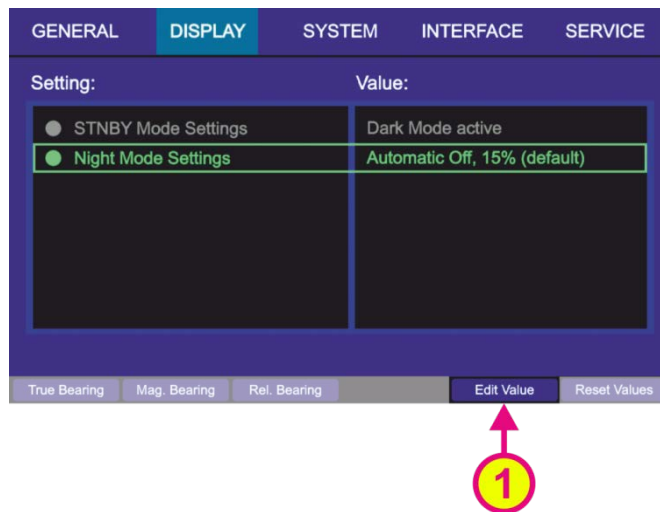 GENERAL DISPLAY SYSTEM INTERFACE SERVICE
Setting: Value:
STNBY Mode Settings Dark Mode active
Night Mode Settings Automatic Off, 15% (default)
True Bearing Mag. Bearing Rel. Bearing Edit Value Reset Values
1